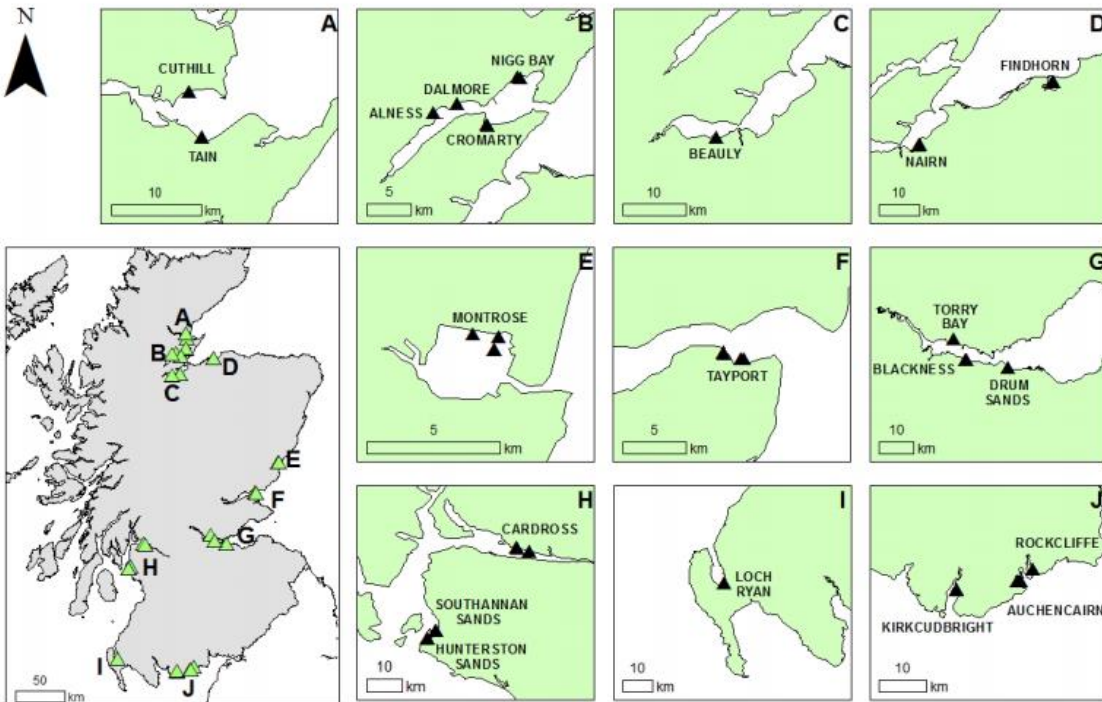 N
A
CUTHILL
TAIN
10
km
B
NIGG BAY
DALMORE
ALNESS
CROMARTY
5
km
C
BEAULY
10
km
D
FINDHORN
NAIRN
10
km
A
B
D
C
E
F
G
H
I
J
50
km
E
MONTROSE
5
km
F
TAYPORT
5
km
G
TORRY
BAY
BLACKNESS
DRUM
SANDS
10
km
H
CARDROSS
SOUTHANNAN
SANDS
HUNTERSTON
SANDS
10
km
I
LOCH
RYAN
10
km
J
ROCKCLIFFE
AUCHENCAIRN
KIRKCUDBRIGHT
10
km